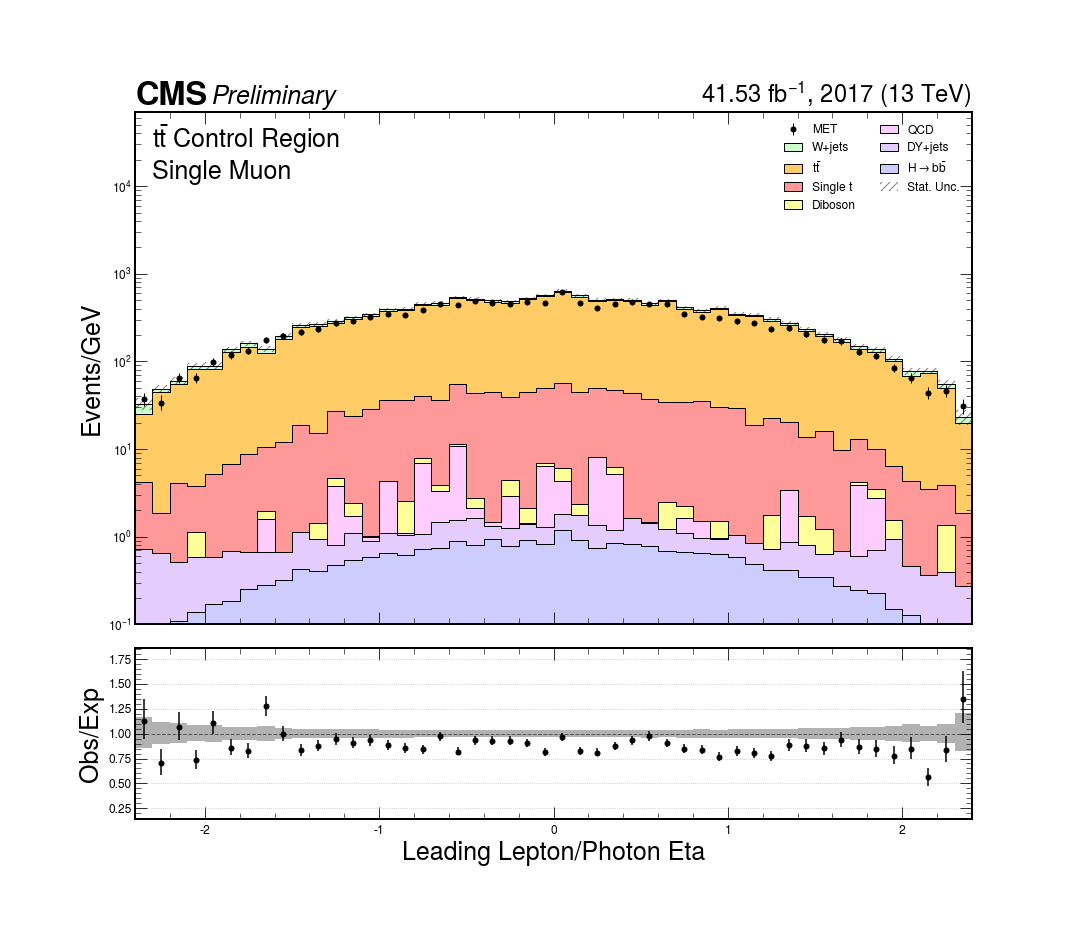 CMS Preliminary
41.53 fb⁻¹, 2017 (13 TeV)
tt̄ Control Region
Single Muon
MET
W+jets
tt̄
Single t
Diboson
QCD
DY+jets
H→bb̄
Stat. Unc.
Events/GeV
10⁴
10³
10²
10¹
10⁰
10⁻¹
Obs/Exp
1.75
1.50
1.25
1.00
0.75
0.50
0.25
-2 -1 0 1 2
Leading Lepton/Photon Eta